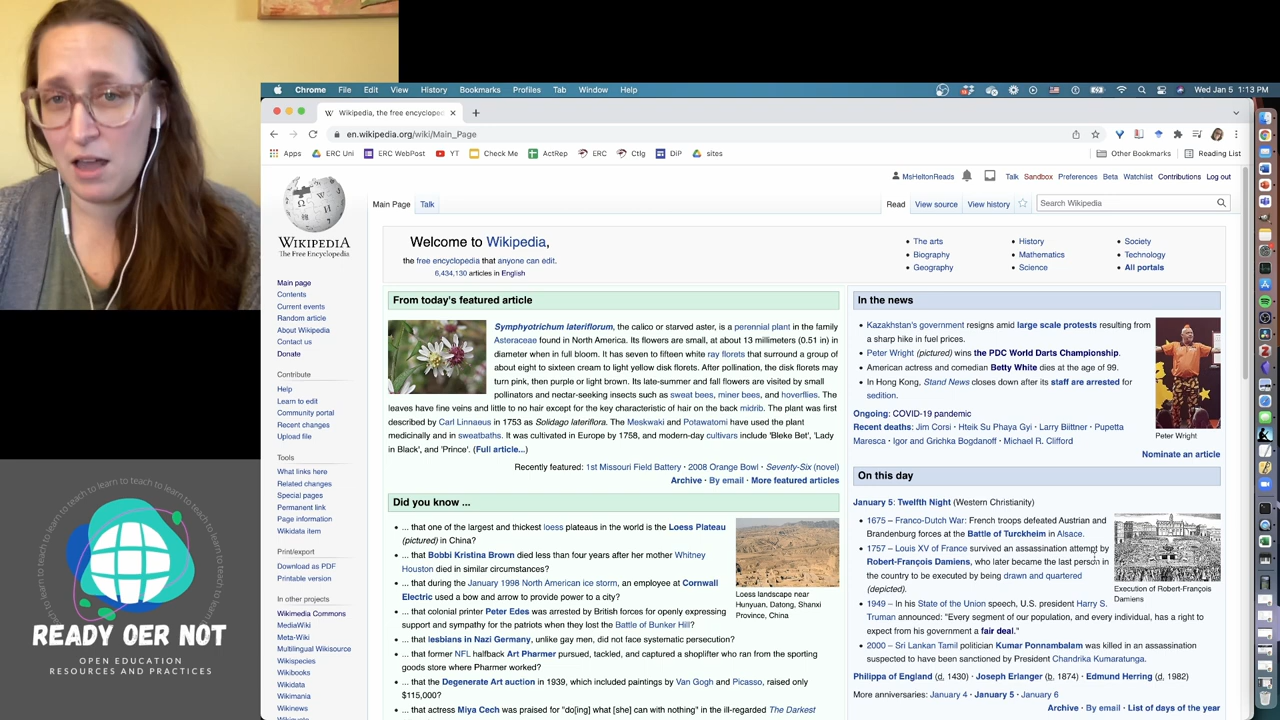 Chrome File Edit View History Bookmarks Profiles Tab Window Help
Wed Jan 5 1:13 PM
Wikipedia, the free encycloped
en.wikipedia.org/wiki/Main_Page
Apps ERC Uni ERC WebPost YT Check Me ActRep ERC Ctlg DiP sites
Other Bookmarks Reading List
MsHeltonReads Talk Sandbox Preferences Beta Watchlist Contributions Log out
Main Page Talk
Read View source View history
Search Wikipedia
WIKIPEDIA
The Free Encyclopedia
Main page
Contents
Current events
Random article
About Wikipedia
Contact us
Donate
Contribute
Help
Learn to edit
Community portal
Recent changes
Upload file
Tools
What links here
Related changes
Special pages
Permanent link
Page information
Wikidata item
Print/export
Download as PDF
Printable version
In other projects
Wikimedia Commons
MediaWiki
Meta-Wiki
Multilingual Wikisource
Wikispecies
Wikibooks
Wikidata
Wikimania
Wikinews
Welcome to Wikipedia,
the free encyclopedia that anyone can edit.
6,434,130 articles in English
The arts
Biography
Geography
History
Mathematics
Science
Society
Technology
All portals
From today's featured article
Symphyotrichum lateriflorum, the calico or starved aster, is a perennial plant in the family
Asteraceae found in North America. Its flowers are small, at about 13 millimeters (0.51 in) in
diameter when in full bloom. It has seven to fifteen white ray florets that surround a group of
about eight to sixteen cream to light yellow disk florets. After pollination, the disk florets may
turn pink, then purple or light brown. Its late-summer and fall flowers are visited by small
pollinators and nectar-seeking insects such as sweat bees, miner bees, and hoverflies. The
leaves have fine veins and little to no hair except for the key characteristic of hair on the back midrib. The plant was first
described by Carl Linnaeus in 1753 as Solidago lateriflora. The Meskwaki and Potawatomi have used the plant
medicinally and in sweatbaths. It was cultivated in Europe by 1758, and modern-day cultivars include 'Bleke Bet', 'Lady
in Black', and 'Prince'. (Full article...)
Recently featured: 1st Missouri Field Battery · 2008 Orange Bowl · Seventy-Six (novel)
Archive · By email · More featured articles
Did you know ...
... that one of the largest and thickest loess plateaus in the world is the Loess Plateau
(pictured) in China?
... that Bobbi Kristina Brown died less than four years after her mother Whitney
Houston died in similar circumstances?
... that during the January 1998 North American ice storm, an employee at Cornwall
Electric used a bow and arrow to provide power to a city?
... that colonial printer Peter Edes was arrested by British forces for openly expressing
support and sympathy for the patriots when they lost the Battle of Bunker Hill?
... that lesbians in Nazi Germany, unlike gay men, did not face systematic persecution?
... that former NFL halfback Art Pharmer pursued, tackled, and captured a shoplifter who ran from the sporting
goods store where Pharmer worked?
... that the Degenerate Art auction in 1939, which included paintings by Van Gogh and Picasso, raised only
$115,000?
... that actress Miya Cech was praised for "do[ing] what [she] can with nothing" in the ill-regarded The Darkest
Loess landscape near
Hunyuan, Datong, Shanxi
Province, China
In the news
Kazakhstan's government resigns amid large scale protests resulting from
a sharp hike in fuel prices.
Peter Wright (pictured) wins the PDC World Darts Championship.
American actress and comedian Betty White dies at the age of 99.
In Hong Kong, Stand News closes down after its staff are arrested for
sedition.
Ongoing: COVID-19 pandemic
Recent deaths: Jim Corsi · Hteik Su Phaya Gyi · Larry Biittner · Pupetta
Maresca · Igor and Grichka Bogdanoff · Michael R. Clifford
Peter Wright
Nominate an article
On this day
January 5: Twelfth Night (Western Christianity)
1675 – Franco-Dutch War: French troops defeated Austrian and
Brandenburg forces at the Battle of Turckheim in Alsace.
1757 – Louis XV of France survived an assassination attempt by
Robert-François Damiens, who later became the last person in
the country to be executed by being drawn and quartered
(depicted).
1949 – In his State of the Union speech, U.S. president Harry S.
Truman announced: "Every segment of our population, and every individual, has a right to
expect from his government a fair deal."
2000 – Sri Lankan Tamil politician Kumar Ponnambalam was killed in an assassination
suspected to have been sanctioned by President Chandrika Kumaratunga.
Philippa of England (d. 1430) · Joseph Erlanger (b. 1874) · Edmund Herring (d. 1982)
More anniversaries: January 4 · January 5 · January 6
Archive · By email · List of days of the year
Execution of Robert-François
Damiens
to learn to teach to learn to teach to learn to teach to learn to teach
READY OER NOT
OPEN EDUCATION
RESOURCES AND PRACTICES